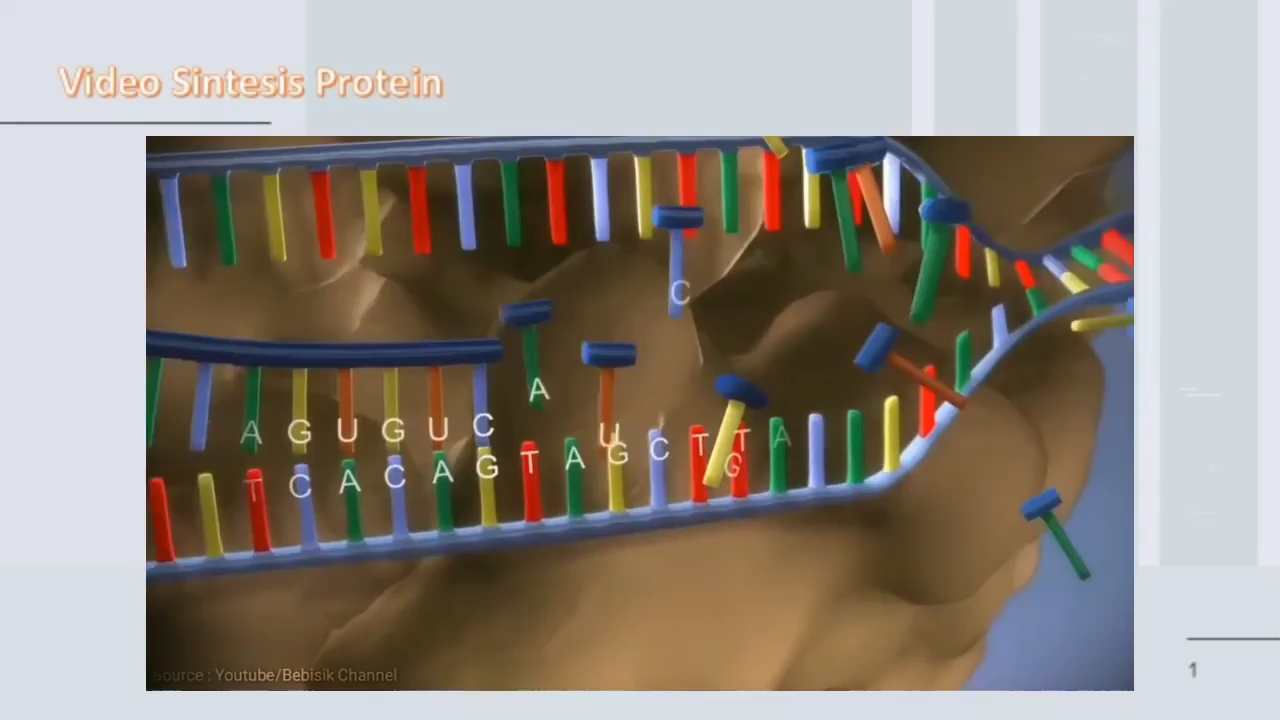 Video Sintesis Protein
C
A
A G U G U C
U
T C A C A G T A G C T T A
G
Source : Youtube/Bebisik Channel
1